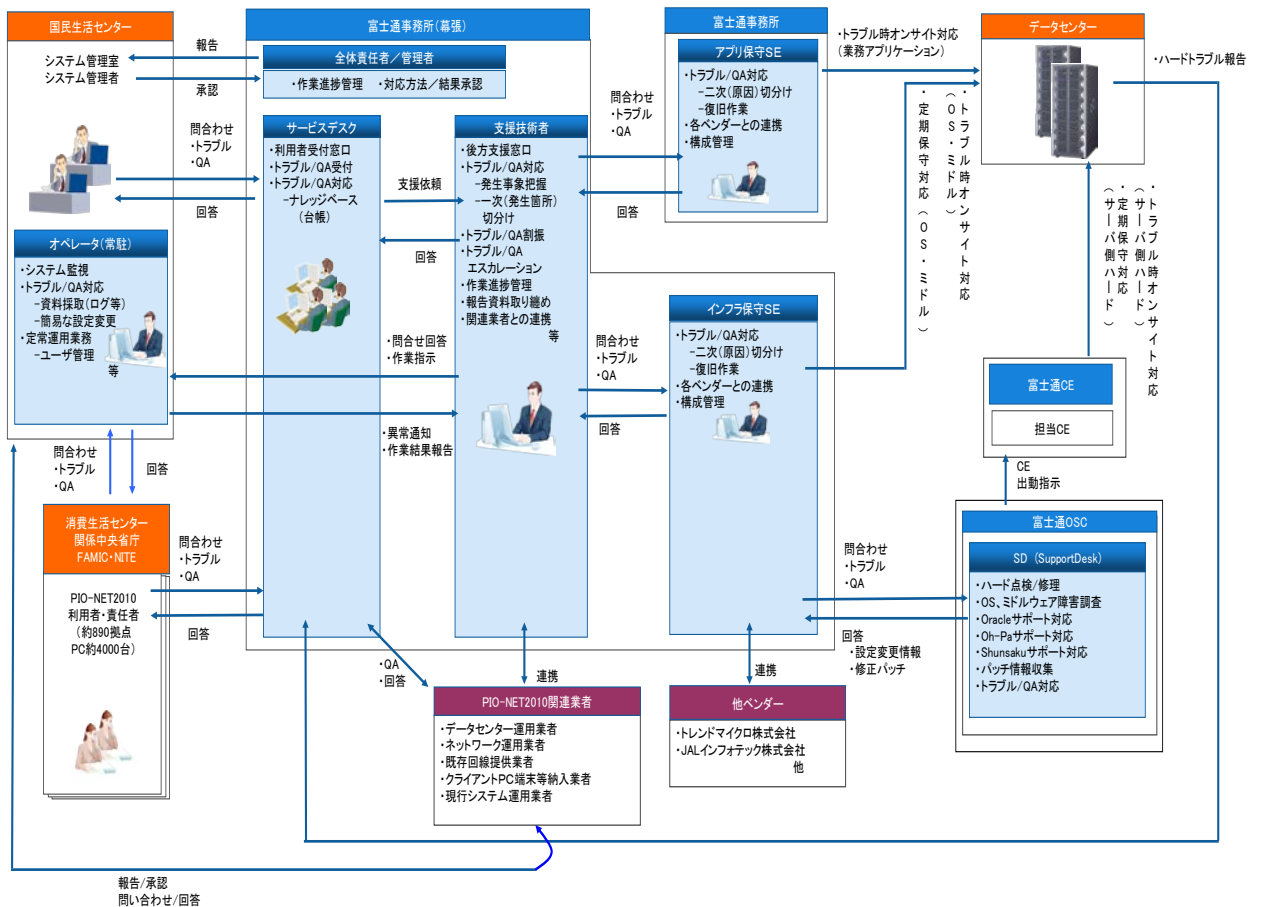 国民生活センター
システム管理室
システム管理者
報告
承認
問合わせ
・トラブル
・QA
回答
オペレータ(常駐)
・システム監視
・トラブル/QA対応
－資料採取(ログ等)
－簡易な設定変更
・定常運用業務
－ユーザ管理
等
問合わせ
・トラブル
・QA
回答
消費生活センター
関係中央省庁
FAMIC・NITE
PIO-NET2010
利用者・責任者
(約890拠点
PC約4000台)
問合わせ
・トラブル
・QA
回答
富士通事務所(幕張)
全体責任者／管理者
・作業進捗管理　・対応方法／結果承認
サービスデスク
・利用者受付窓口
・トラブル/QA受付
・トラブル/QA対応
－ナレッジベース
(台帳)
支援依頼
回答
・問合せ回答
・作業指示
・異常通知
・作業結果報告
支援技術者
・後方支援窓口
・トラブル/QA対応
－発生事象把握
－一次(発生箇所)
切分け
・トラブル/QA割振
・トラブル/QA
エスカレーション
・作業進捗管理
・報告資料取り纏め
・関連業者との連携
等
問合わせ
・トラブル
・QA
回答
問合わせ
・トラブル
・QA
回答
富士通事務所
アプリ保守SE
・トラブル/QA対応
－二次(原因)切分け
－復旧作業
・各ベンダーとの連携
・構成管理
インフラ保守SE
・トラブル/QA対応
－二次(原因)切分け
－復旧作業
・各ベンダーとの連携
・構成管理
・トラブル時オンサイト対応
(業務アプリケーション)
・トラブル時オンサイト対応
(OS・ミドル)
・定期保守対応(OS・ミドル)
データセンター
・ハードトラブル報告
・トラブル時オンサイト対応
(サーバ側ハード)
・定期保守対応
(サーバ側ハード)
富士通CE
担当CE
CE
出動指示
富士通OSC
SD (SupportDesk)
・ハード点検/修理
・OS、ミドルウェア障害調査
・Oracleサポート対応
・Oh-Paサポート対応
・Shunsakuサポート対応
・パッチ情報収集
・トラブル/QA対応
問合わせ
・トラブル
・QA
回答
・設定変更情報
・修正パッチ
・QA
・回答
連携
連携
PIO-NET2010関連業者
・データセンター運用業者
・ネットワーク運用業者
・既存回線提供業者
・クライアントPC端末等納入業者
・現行システム運用業者
他ベンダー
・トレンドマイクロ株式会社
・JALインフォテック株式会社
他
報告/承認
問い合わせ/回答